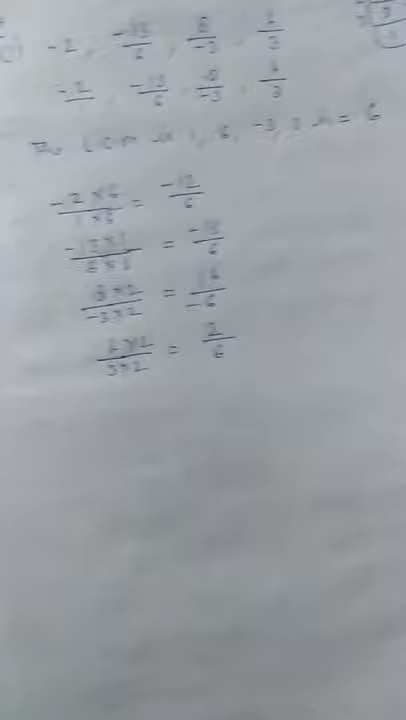 -2, -13/6, 8/-3, 1/3
-2, -13/6, 8/-3, 1/3
The LCM is 1, 6, -3, 3 is = 6
-2×6/1×6 = -12/6
-13×1/6×1 = -13/6
8×2/-3×2 = 16/-6
1×2/3×2 = 2/6